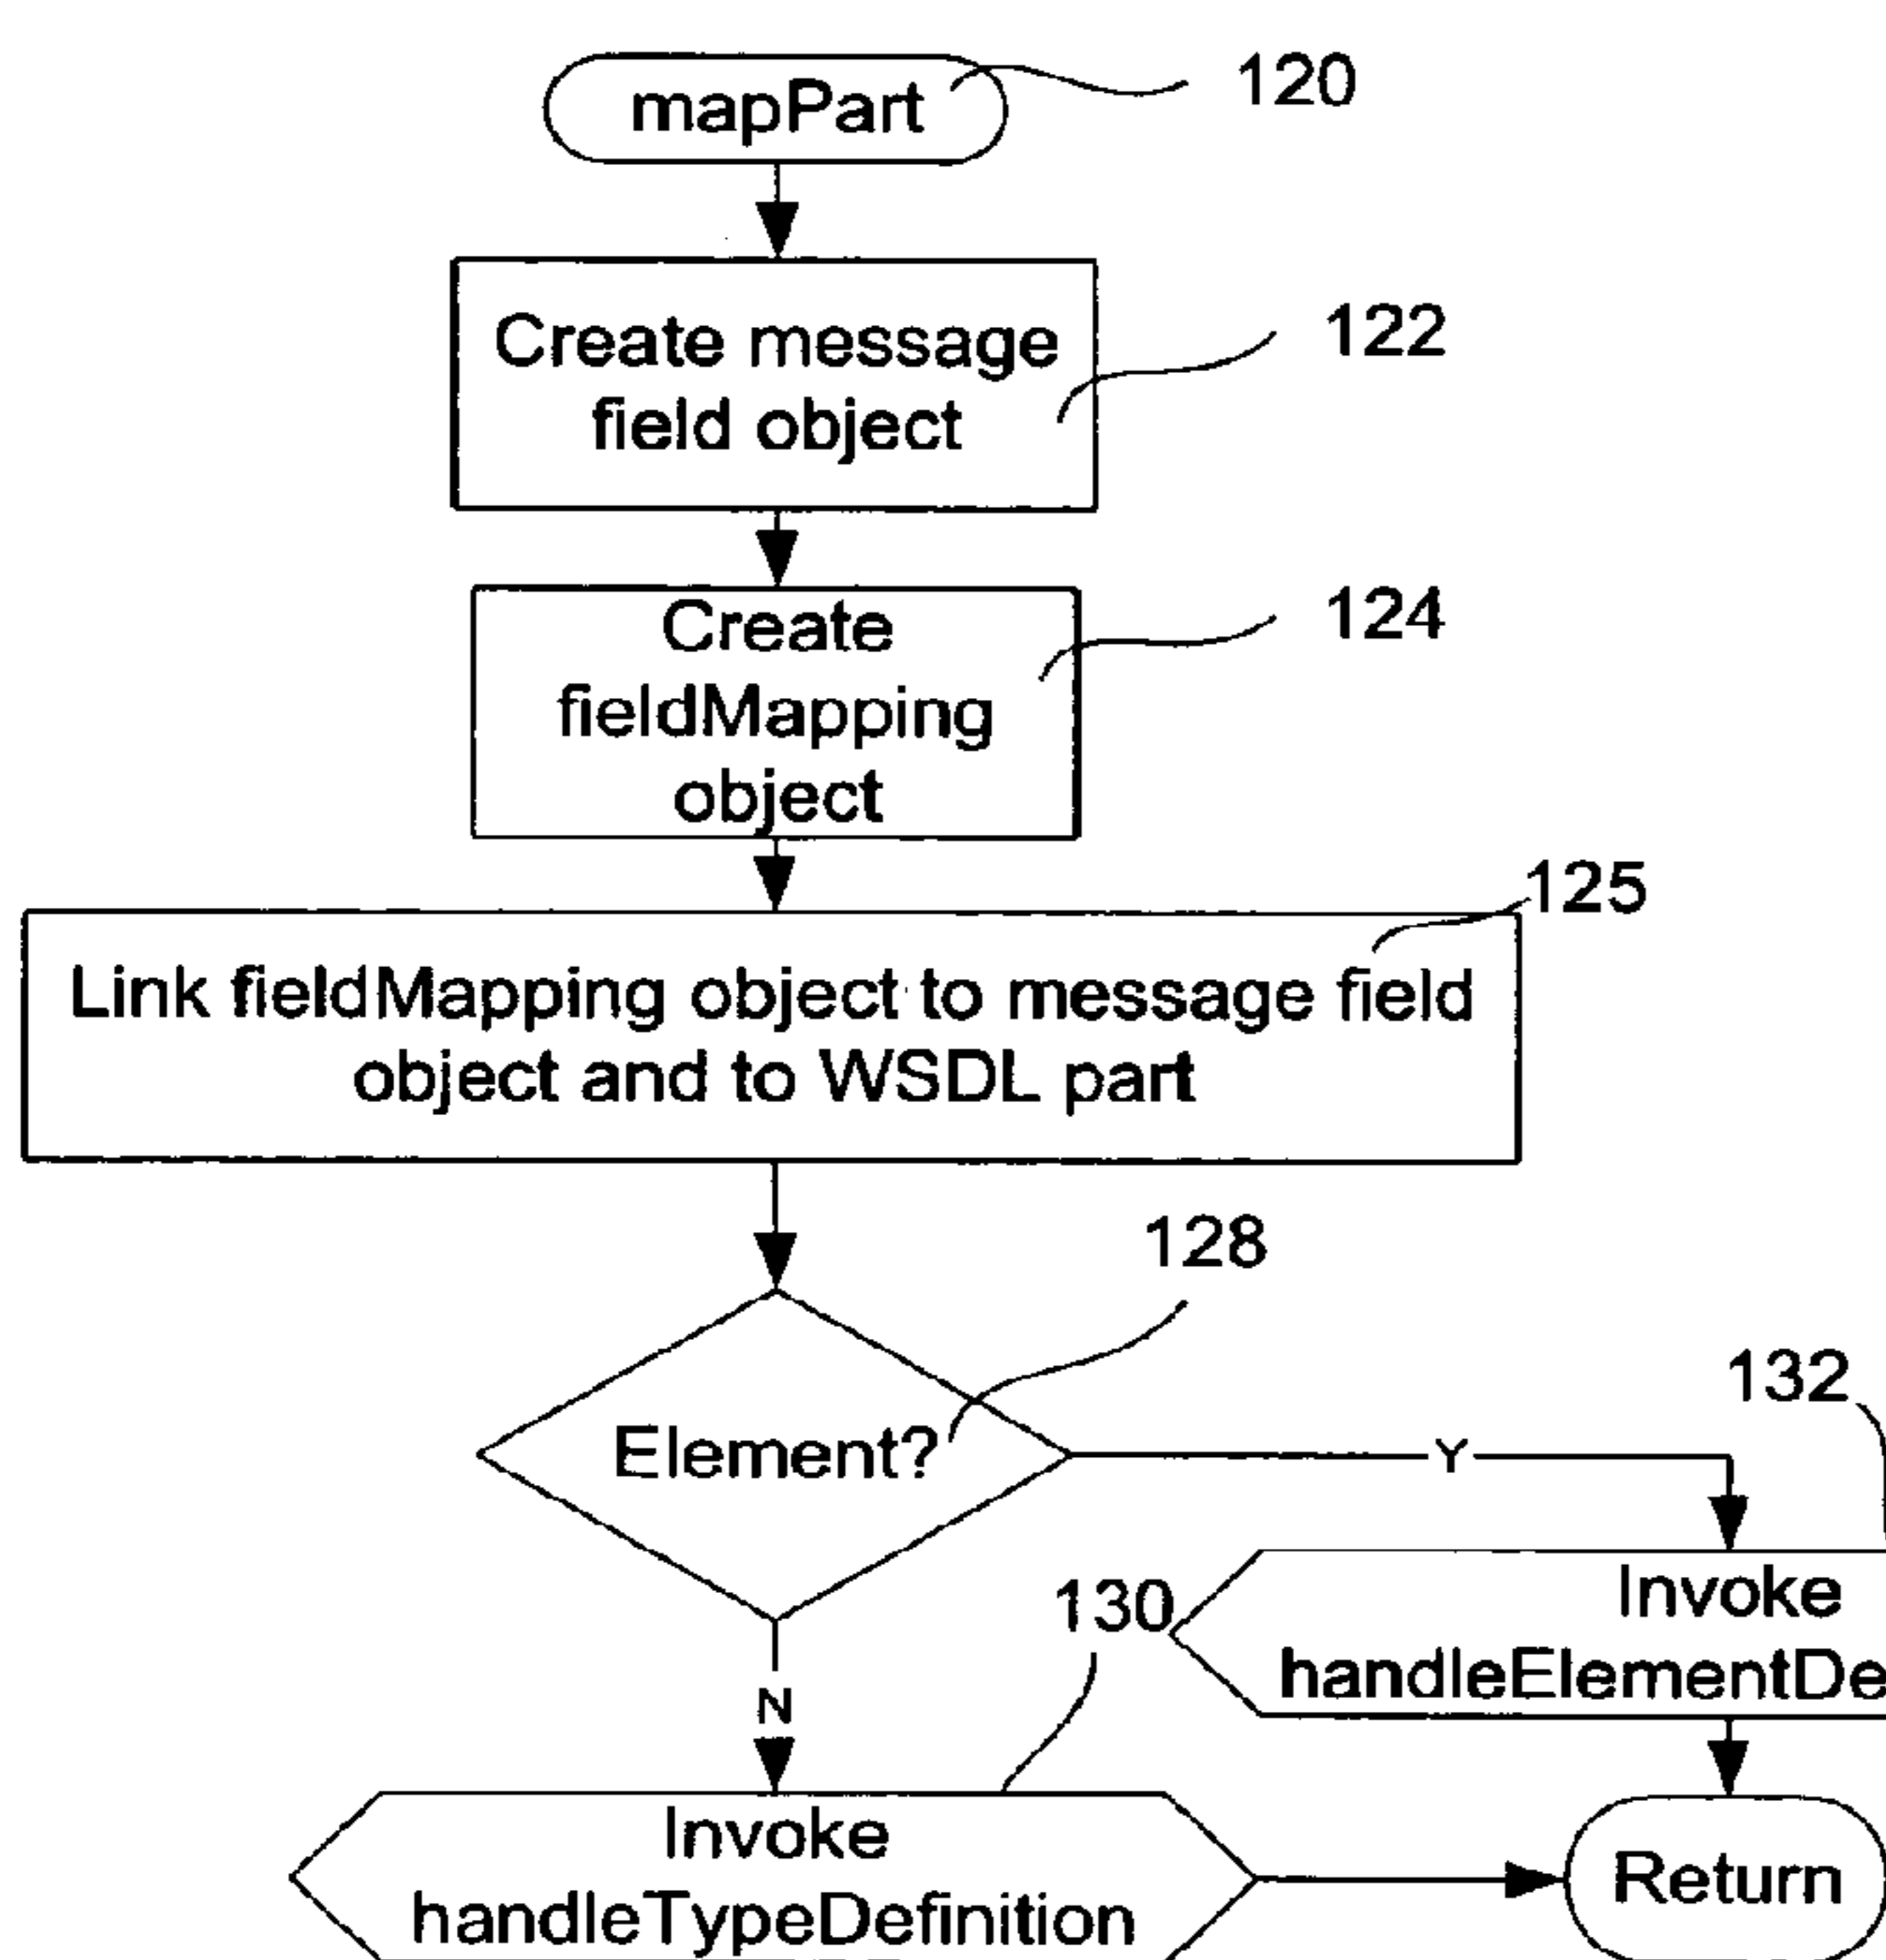 mapPart
120
Create message
field object
122
Create
fieldMapping
object
124
125
Link fieldMapping object to message field
object and to WSDL part
128
Element?
Y
132
Invoke
handleElementDe
130
N
Invoke
handleTypeDefinition
Return